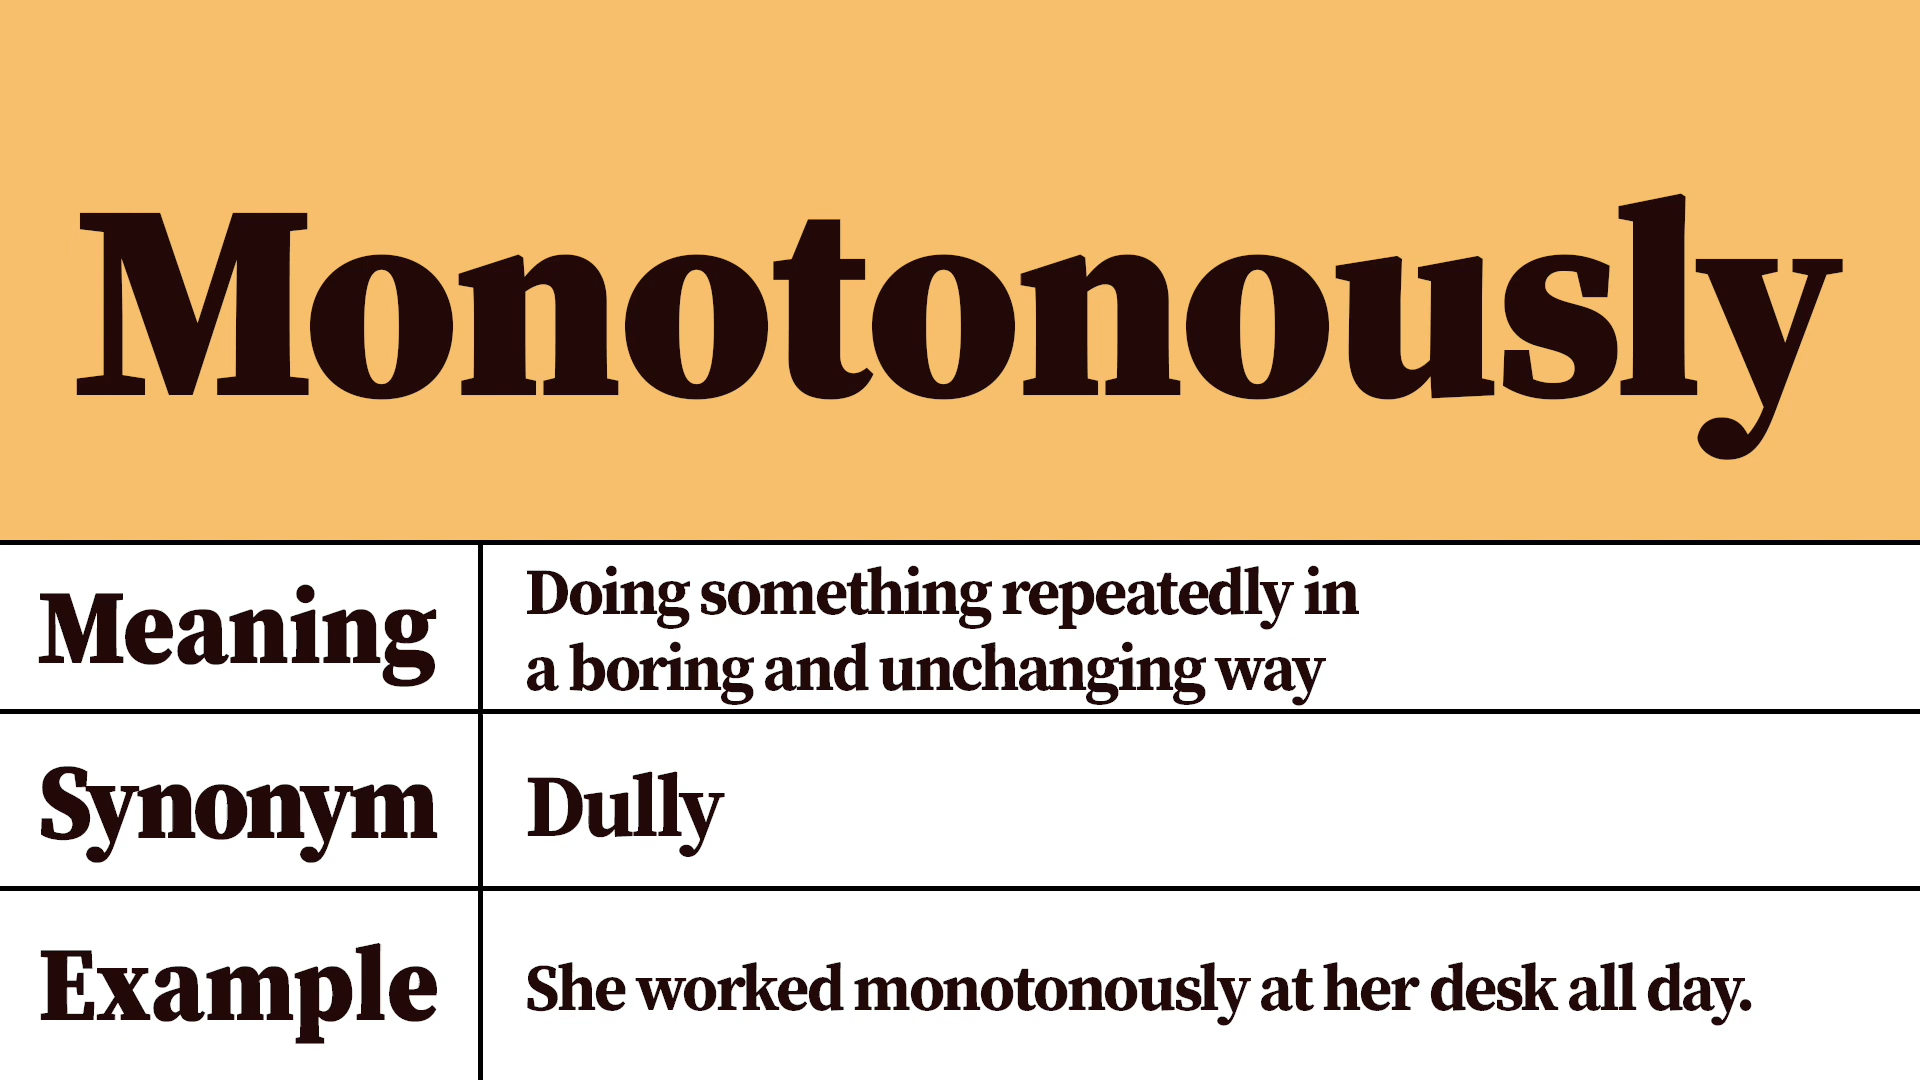 Monotonously
Meaning
Doing something repeatedly in
a boring and unchanging way
Synonym
Dully
Example
She worked monotonously at her desk all day.